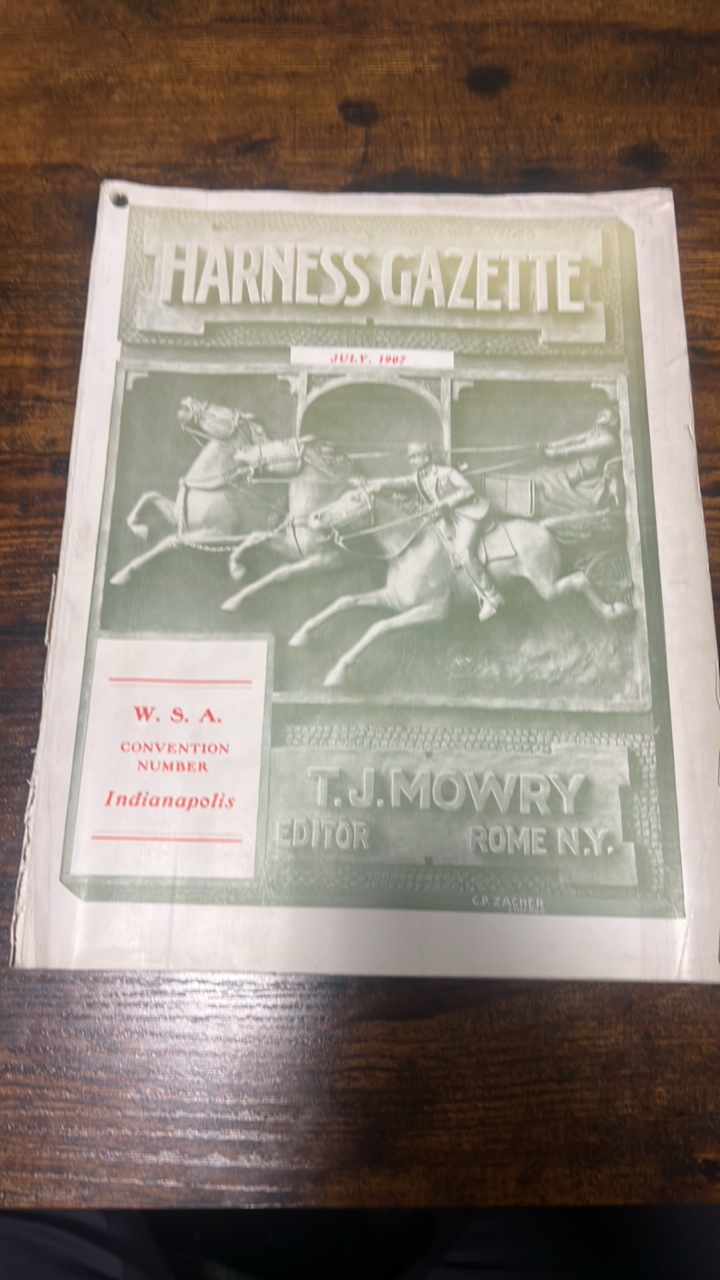 HARNESS GAZETTE
JULY, 1907
W. S. A.
CONVENTION
NUMBER
Indianapolis
T.J. MOWRY
EDITOR ROME N.Y.
C.P. ZACHER